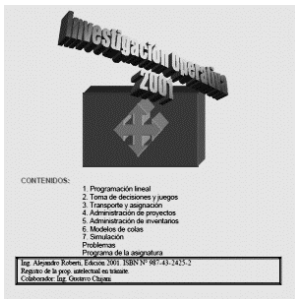 Investigación Operativa
2001
CONTENIDOS:
1. Programación lineal
2. Toma de decisiones y juegos
3. Transporte y asignación
4. Administración de proyectos
5. Administración de inventarios
6. Modelos de colas
7. Simulación
Problemas
Programa de la asignatura
Ing. Alejandro Roberti, Edición 2001. ISBN Nº 987-43-2425-2
Registro de la prop. intelectual en trámite.
Colaborador: Ing. Gustavo Chijani